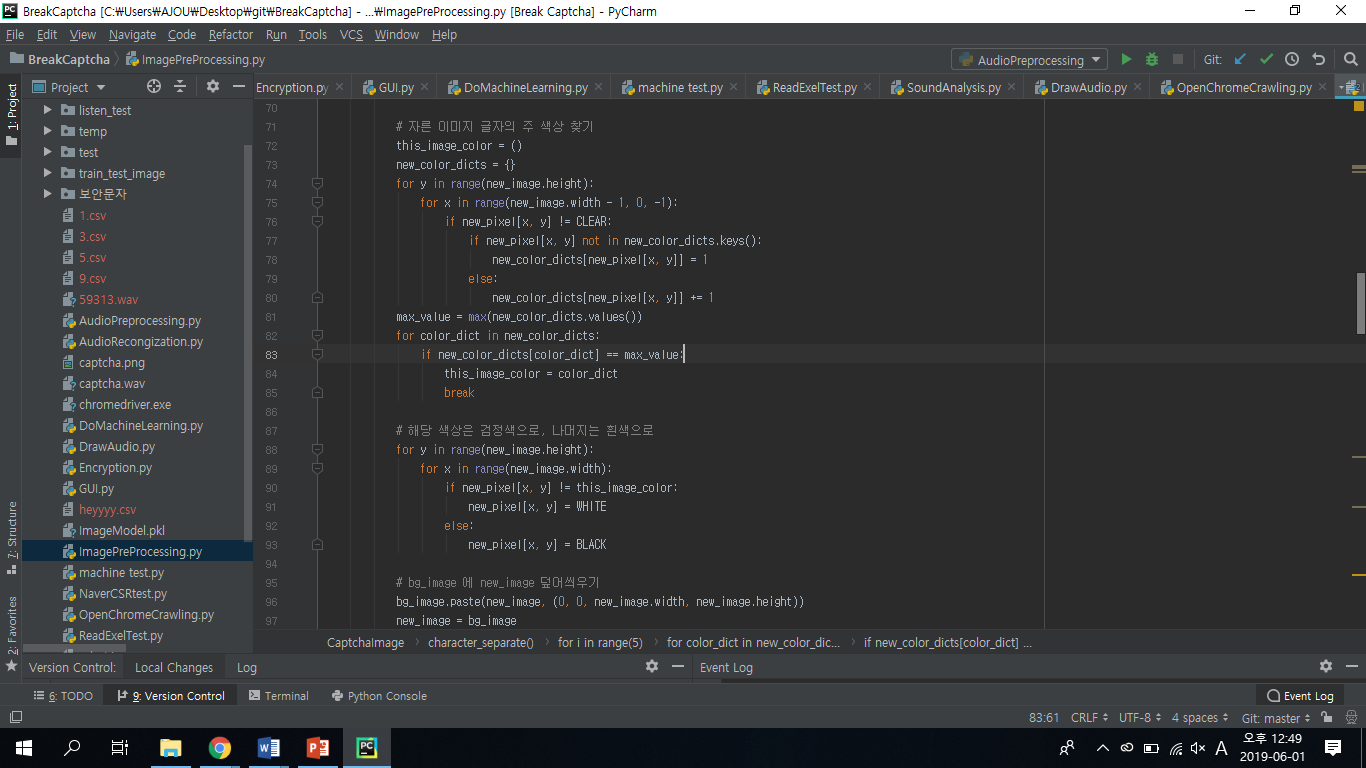 BreakCaptcha [C:₩Users₩AJOU₩Desktop₩git₩BreakCaptcha] - ...₩ImagePreProcessing.py [Break Captcha] - PyCharm
File Edit View Navigate Code Refactor Run Tools VCS Window Help
BreakCaptcha ImagePreProcessing.py AudioPreprocessing Git:
Project
Encryption.py GUI.py DoMachineLearning.py machine test.py ReadExelTest.py SoundAnalysis.py DrawAudio.py OpenChromeCrawling.py
1: Project
7: Structure
2: Favorites
listen_test
temp
test
train_test_image
보안문자
1.csv
3.csv
5.csv
9.csv
59313.wav
AudioPreprocessing.py
AudioRecongization.py
captcha.png
captcha.wav
chromedriver.exe
DoMachineLearning.py
DrawAudio.py
Encryption.py
GUI.py
heyyyy.csv
ImageModel.pkl
ImagePreProcessing.py
machine test.py
NaverCSRtest.py
OpenChromeCrawling.py
ReadExelTest.py
70
71 # 자른 이미지 글자의 주 색상 찾기
72 this_image_color = ()
73 new_color_dicts = {}
74 for y in range(new_image.height):
75 for x in range(new_image.width - 1, 0, -1):
76 if new_pixel[x, y] != CLEAR:
77 if new_pixel[x, y] not in new_color_dicts.keys():
78 new_color_dicts[new_pixel[x, y]] = 1
79 else:
80 new_color_dicts[new_pixel[x, y]] += 1
81 max_value = max(new_color_dicts.values())
82 for color_dict in new_color_dicts:
83 if new_color_dicts[color_dict] == max_value:
84 this_image_color = color_dict
85 break
86
87 # 해당 색상은 검정색으로, 나머지는 흰색으로
88 for y in range(new_image.height):
89 for x in range(new_image.width):
90 if new_pixel[x, y] != this_image_color:
91 new_pixel[x, y] = WHITE
92 else:
93 new_pixel[x, y] = BLACK
94
95 # bg_image 에 new_image 덮어씌우기
96 bg_image.paste(new_image, (0, 0, new_image.width, new_image.height))
97 new_image = bg_image
CaptchaImage character_separate() for i in range(5) for color_dict in new_color_dic... if new_color_dicts[color_dict] ...
Version Control: Local Changes Log Event Log
6: TODO 9: Version Control Terminal Python Console Event Log
83:61 CRLF UTF-8 4 spaces Git: master
A 오후 12:49
2019-06-01